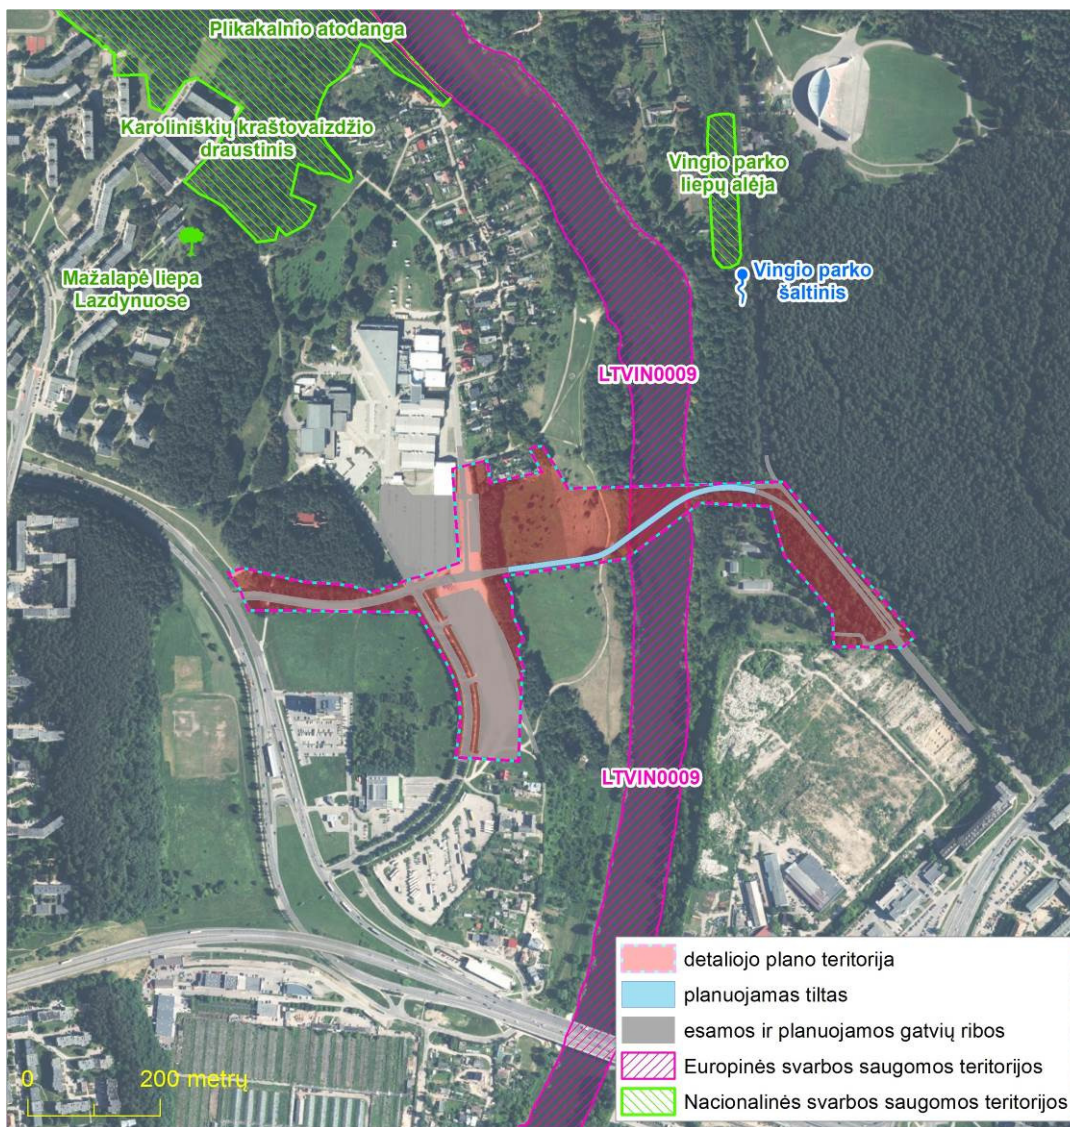 Plikakalnio atodanga
Karoliniškių kraštovaizdžio
draustinis
Vingio parko
liepų alėja
Mažalapė liepa
Lazdynuose
Vingio parko
šaltinis
LTVIN0009
LTVIN0009
detaliojo plano teritorija
planuojamas tiltas
esamos ir planuojamos gatvių ribos
Europinės svarbos saugomos teritorijos
Nacionalinės svarbos saugomos teritorijos
0 200 metrų